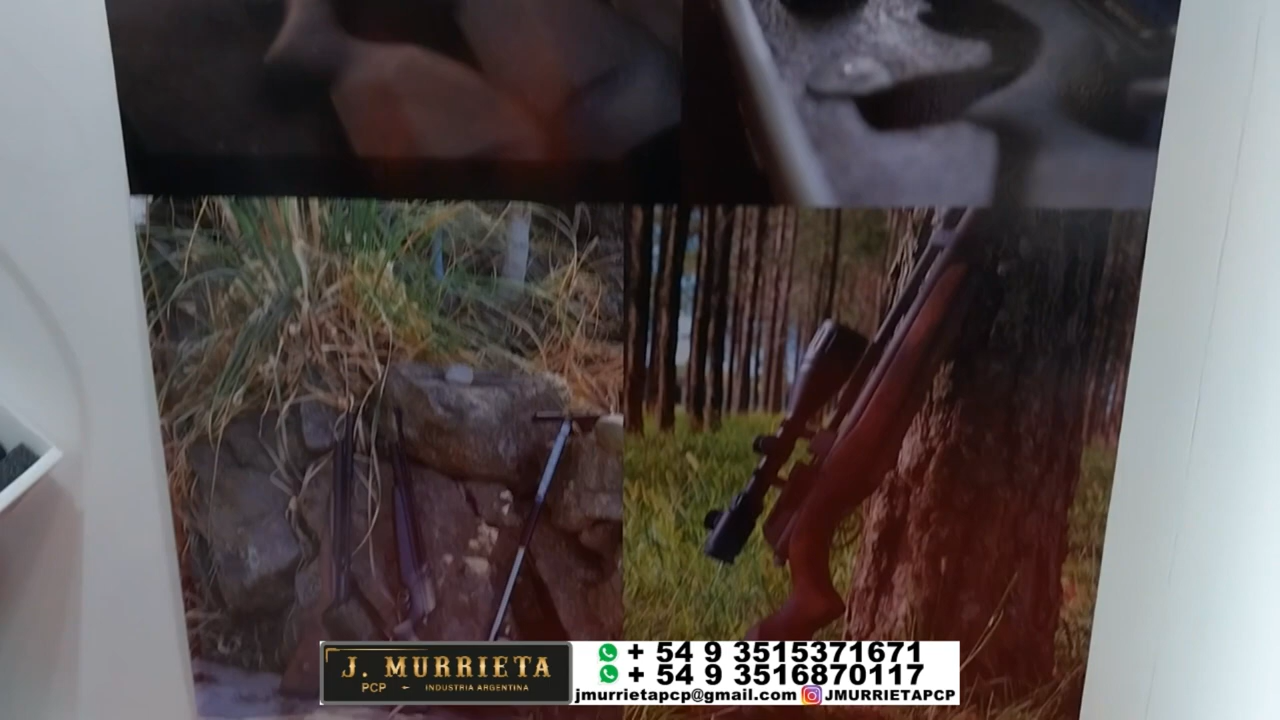 J. MURRIETA
PCP INDUSTRIA ARGENTINA
+ 54 9 3515371671
+ 54 9 3516870117
jmurrietapcp@gmail.com JMURRIETAPCP